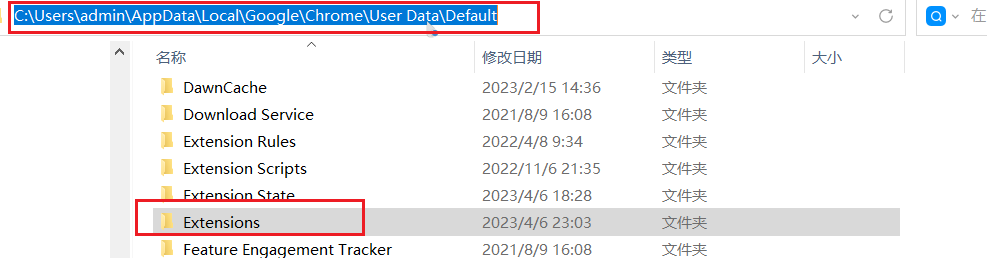 C:\Users\admin\AppData\Local\Google\Chrome\User Data\Default
在
名称 修改日期 类型 大小
DawnCache 2023/2/15 14:36 文件夹
Download Service 2021/8/9 16:08 文件夹
Extension Rules 2022/4/8 9:34 文件夹
Extension Scripts 2022/11/6 21:35 文件夹
Extension State 2023/4/6 18:28 文件夹
Extensions 2023/4/6 23:03 文件夹
Feature Engagement Tracker 2021/8/9 16:08 文件夹